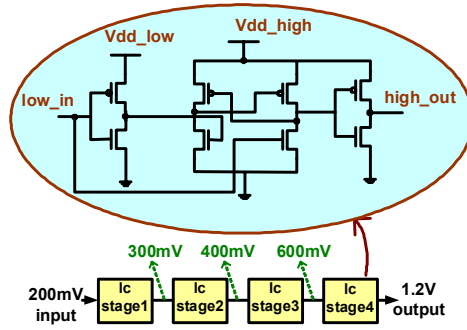 Vdd_low
Vdd_high
low_in
high_out
300mV
400mV
600mV
200mV
input
lc
stage1
lc
stage2
lc
stage3
lc
stage4
1.2V
output